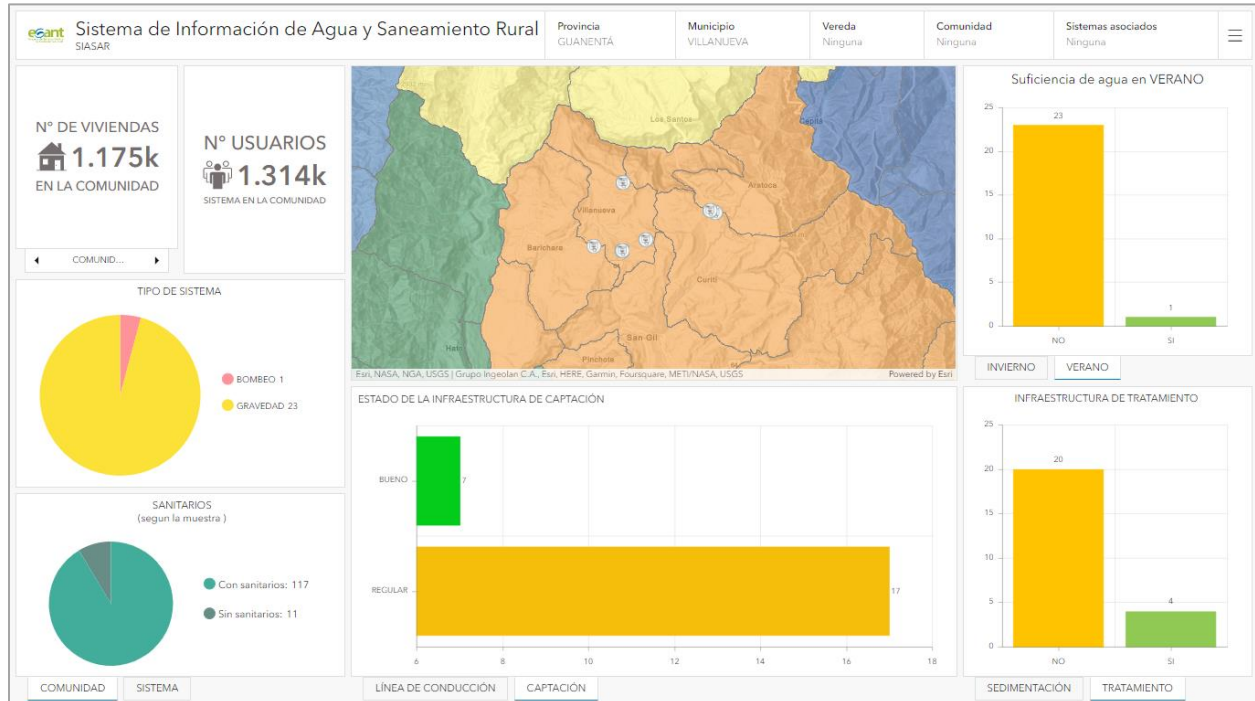 esant
Sistema de Información de Agua y Saneamiento Rural
SIASAR
Provincia
GUANENTÁ
Municipio
VILLANUEVA
Vereda
Ninguna
Comunidad
Ninguna
Sistemas asociados
Ninguna
N° DE VIVIENDAS
1.175k
EN LA COMUNIDAD
COMUNID...
N° USUARIOS
1.314k
SISTEMA EN LA COMUNIDAD
TIPO DE SISTEMA
BOMBEO 1
GRAVEDAD 23
SANITARIOS
(segun la muestra )
Con sanitarios: 117
Sin sanitarios: 11
COMUNIDAD
SISTEMA
Los Santos
Cepita
Aratoca
Villanueva
Barichara
Curití
San Gil
Hato
Pinchote
Esri, NASA, NGA, USGS | Grupo Ingeolan C.A., Esri, HERE, Garmin, Foursquare, METI/NASA, USGS
Powered by Esri
ESTADO DE LA INFRAESTRUCTURA DE CAPTACIÓN
BUENO
7
REGULAR
17
6 8 10 12 14 16 18
LÍNEA DE CONDUCCIÓN
CAPTACIÓN
Suficiencia de agua en VERANO
25
20
15
10
5
0
23
1
NO
SI
INVIERNO
VERANO
INFRAESTRUCTURA DE TRATAMIENTO
25
20
15
10
5
0
20
4
NO
SI
SEDIMENTACIÓN
TRATAMIENTO